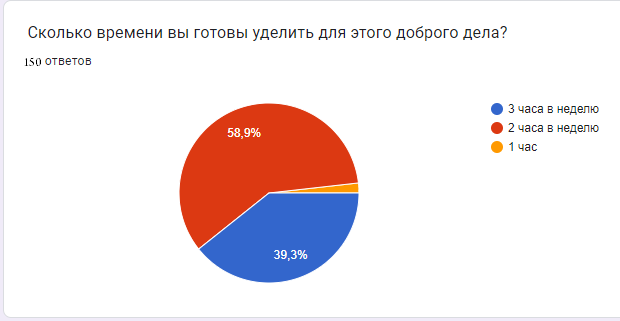 Сколько времени вы готовы уделить для этого доброго дела?
150 ответов
58,9%
39,3%
3 часа в неделю
2 часа в неделю
1 час